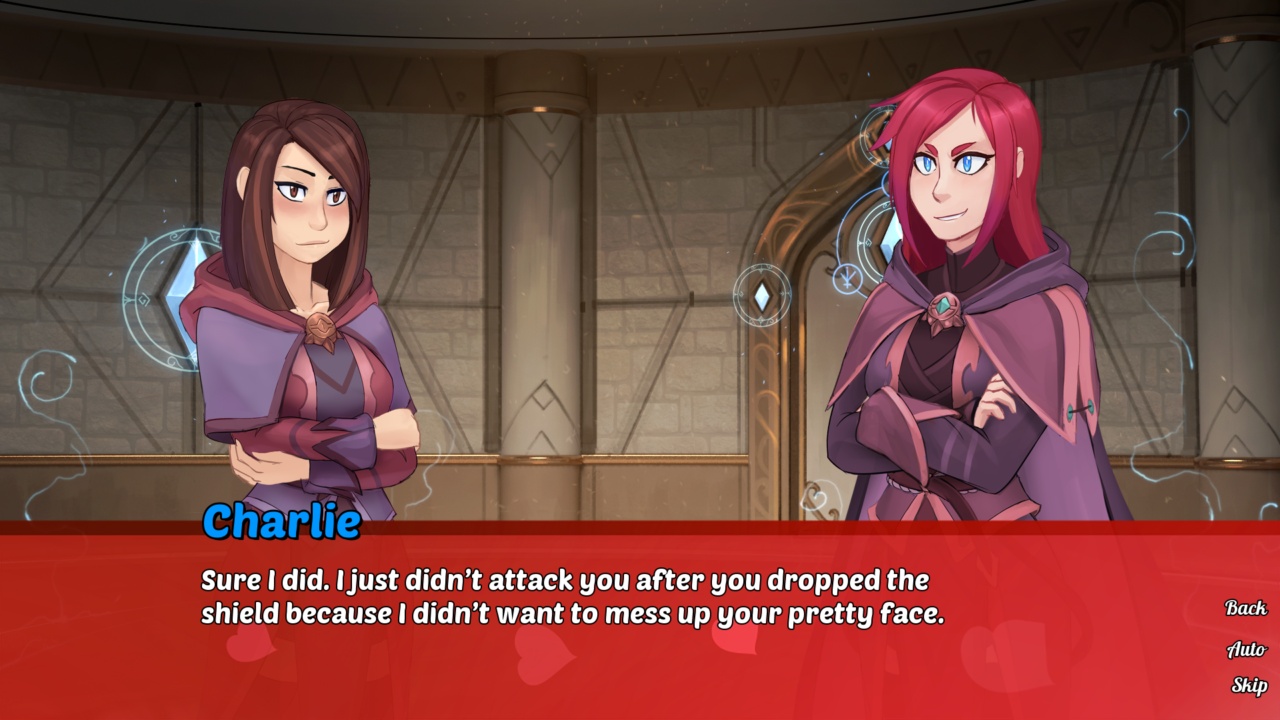 Charlie
Sure I did. I just didn't attack you after you dropped the
shield because I didn't want to mess up your pretty face.
Back
Auto
Skip